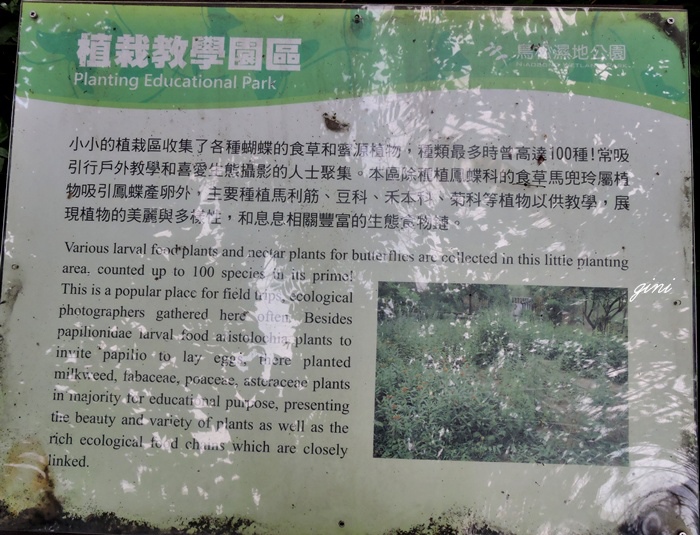 植栽教學園區
Planting Educational Park
馬澳濕地公園
小小的植栽區收集了各種蝴蝶的食草和蜜源植物，種類最多時曾高達100種!常吸
引行戶外教學和喜愛生態攝影的人士聚集。本區除種植鳳蝶科的食草馬兜玲屬植
物吸引鳳蝶產卵外，主要種植馬利筋、豆科、禾本科、菊科等植物以供教學，展
現植物的美麗與多樣性，和息息相關豐富的生態食物鏈。
Various larval food plants and nectar plants for butterflies are collected in this little planting
area, counted up to 100 species in its prime!
This is a popular place for field trips, ecological
photographers gathered here often. Besides
papilionidae larval food aristolochia plants to
invite papilio to lay eggs, there planted
milkweed, fabaceae, poaceae, asteraceae plants
in majority for educational purpose, presenting
the beauty and variety of plants as well as the
rich ecological food chains which are closely
linked.
gini